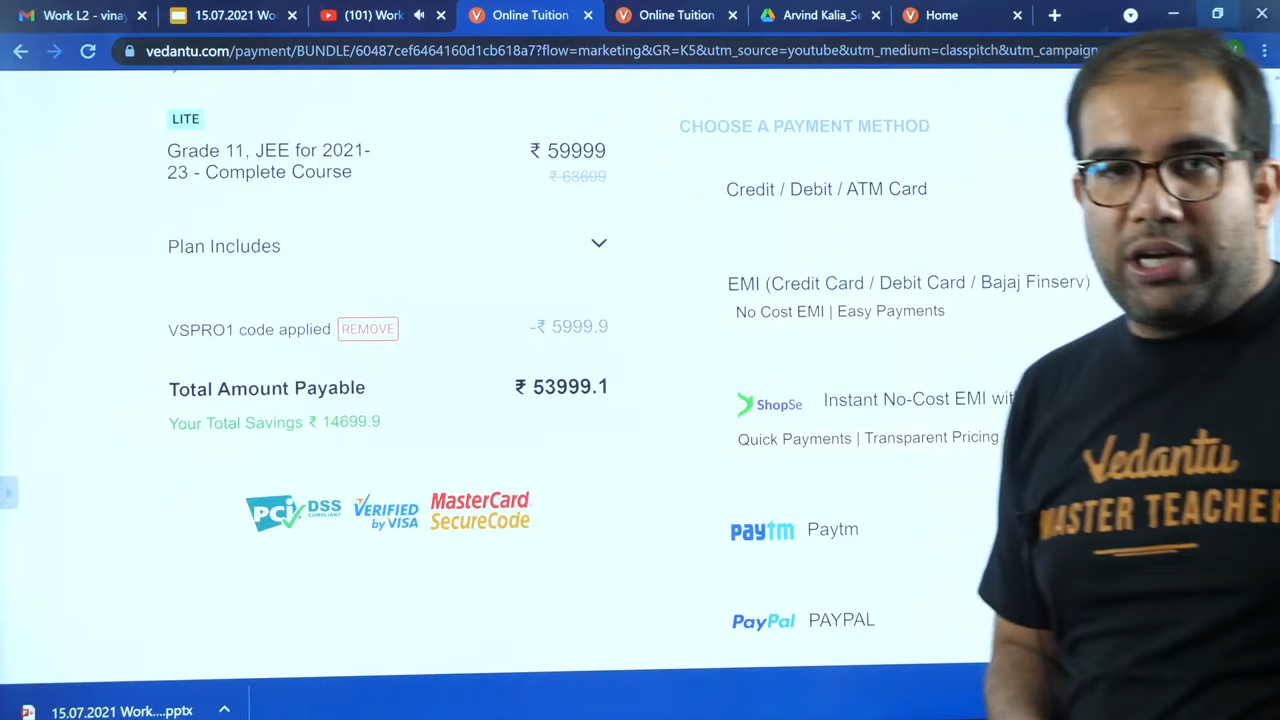 Work L2 - vinay
15.07.2021 Wo
(101) Work
Online Tuition
Online Tuition
Arvind Kalia_Se
Home
vedantu.com/payment/BUNDLE/60487cef6464160d1cb618a7?flow=marketing&GR=K5&utm_source=youtube&utm_medium=classpitch&utm_campaign
LITE
Grade 11, JEE for 2021-
23 - Complete Course
₹ 59999
₹ 68699
Plan Includes
VSPRO1 code applied REMOVE -₹ 5999.9
Total Amount Payable ₹ 53999.1
Your Total Savings ₹ 14699.9
PCi DSS
COMPLIANT
VERIFIED
by VISA
MasterCard
SecureCode
CHOOSE A PAYMENT METHOD
Credit / Debit / ATM Card
EMI (Credit Card / Debit Card / Bajaj Finserv)
No Cost EMI | Easy Payments
ShopSe Instant No-Cost EMI wit
Quick Payments | Transparent Pricing
paytm Paytm
PayPal PAYPAL
Vedantu
MASTER TEACHER
15.07.2021 Work....pptx